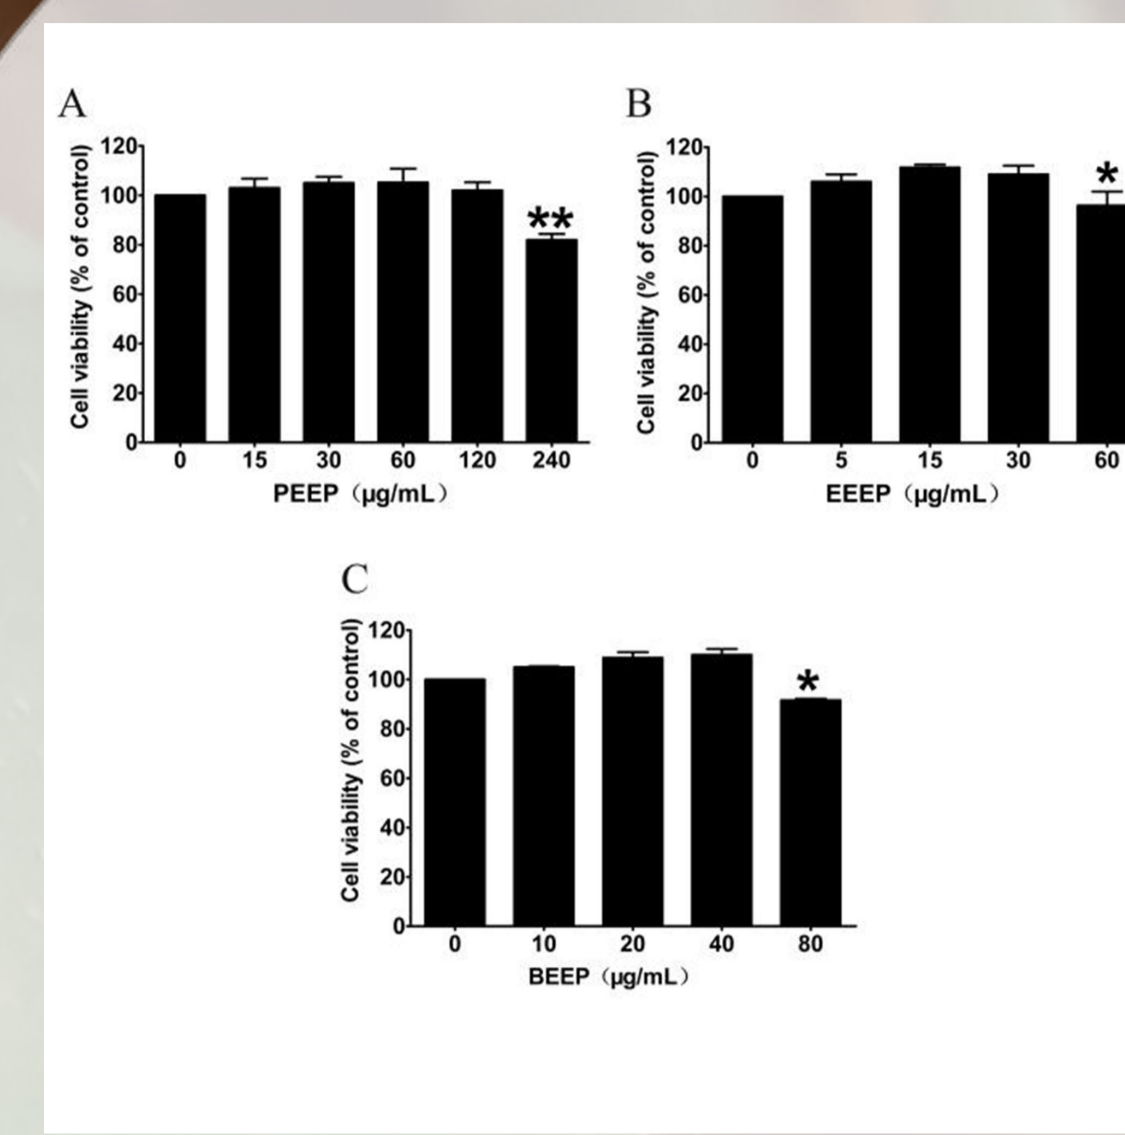 A
Cell viability (% of control)
120
100
80
60
40
20
0
**
0 15 30 60 120 240
PEEP（μg/mL）
B
Cell viability (% of control)
120
100
80
60
40
20
0
*
0 5 15 30 60
EEEP（μg/mL）
C
Cell viability (% of control)
120
100
80
60
40
20
0
*
0 10 20 40 80
BEEP（μg/mL）